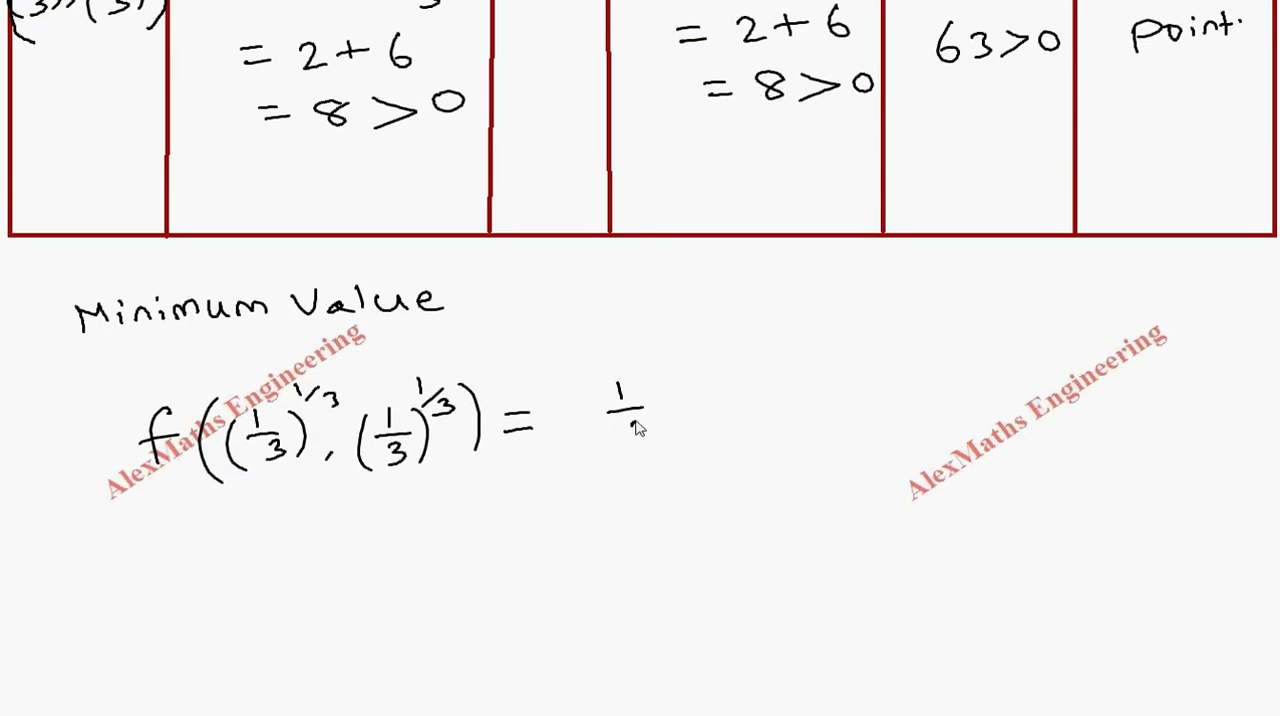 = 2+6
= 8 > 0
= 2+6
= 8 > 0
63 > 0
Point.
Minimum Value
f((1/3)^1/3, (1/3)^1/3) = 1/
AlexMaths Engineering
AlexMaths Engineering